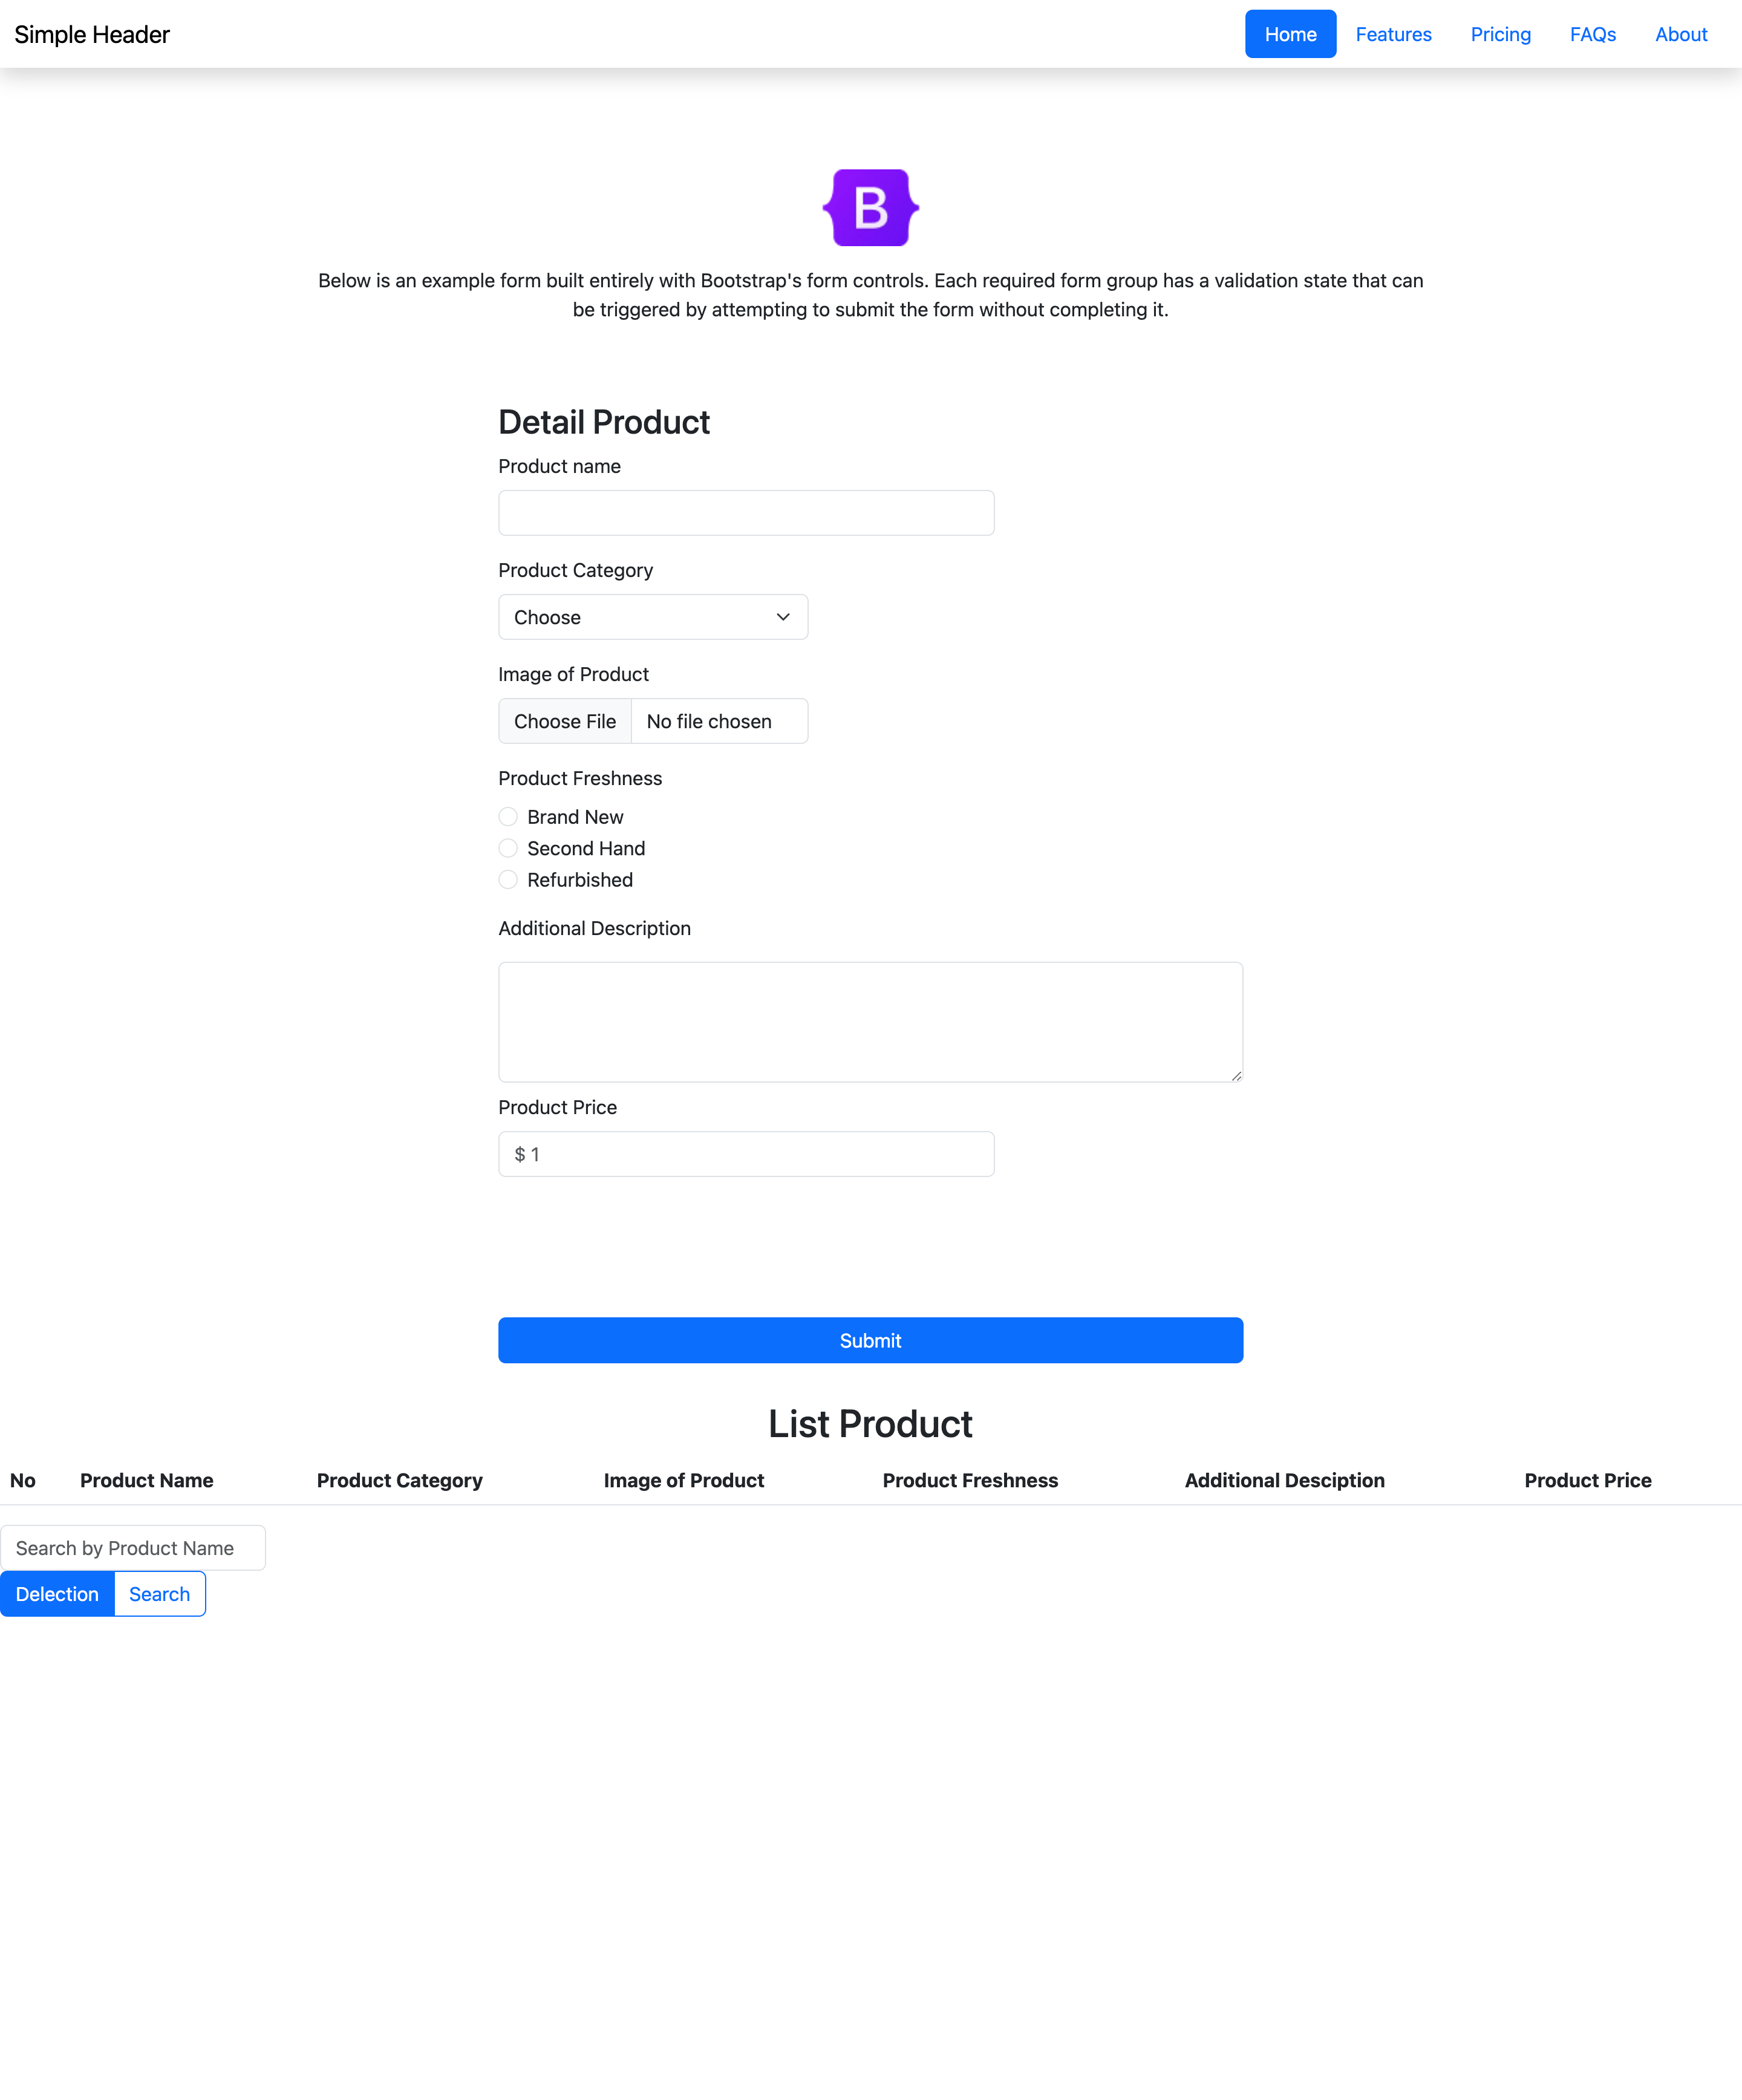 Simple Header
Home Features Pricing FAQs About
B
Below is an example form built entirely with Bootstrap's form controls. Each required form group has a validation state that can
be triggered by attempting to submit the form without completing it.
Detail Product
Product name
Product Category
Choose
Image of Product
Choose File No file chosen
Product Freshness
Brand New
Second Hand
Refurbished
Additional Description
Product Price
$ 1
Submit
List Product
No Product Name Product Category Image of Product Product Freshness Additional Desciption Product Price
Search by Product Name
Delection Search